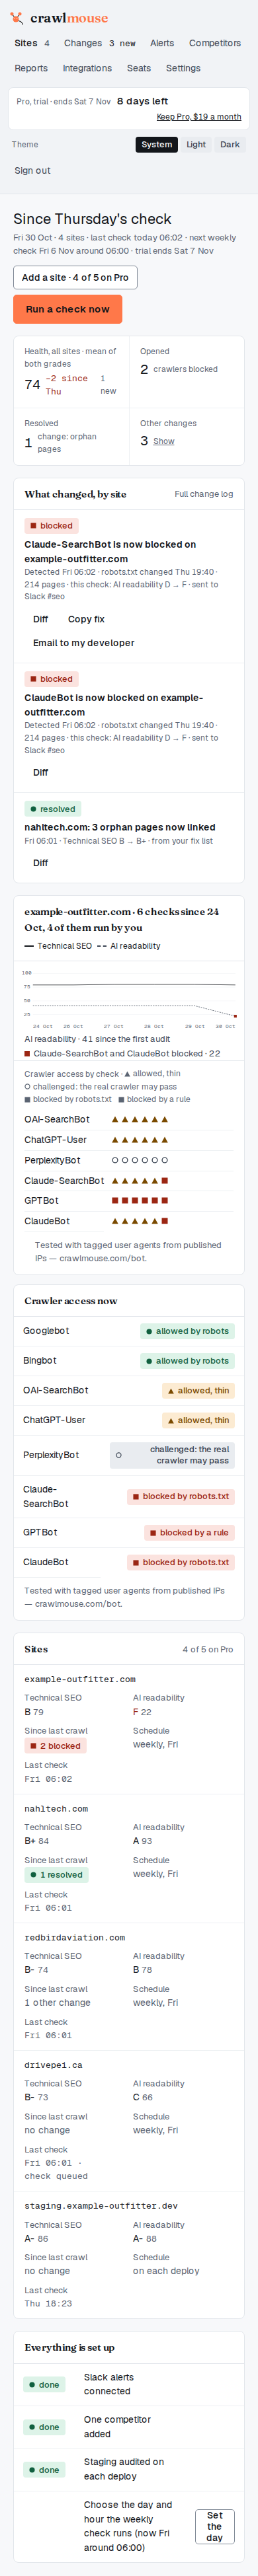 crawlmouse
Sites 4 Changes 3 new Alerts Competitors
Reports Integrations Seats Settings
Pro, trial · ends Sat 7 Nov 8 days left
Keep Pro, $19 a month
Theme System Light Dark
Sign out
Since Thursday's check
Fri 30 Oct · 4 sites · last check today 06:02 · next weekly
check Fri 6 Nov around 06:00 · trial ends Sat 7 Nov
Add a site · 4 of 5 on Pro
Run a check now
Health, all sites · mean of
both grades
74 −2 since
Thu
1
new
Opened
2 crawlers blocked
Resolved
1 change: orphan
pages
Other changes
3 Show
What changed, by site Full change log
blocked
Claude-SearchBot is now blocked on
example-outfitter.com
Detected Fri 06:02 · robots.txt changed Thu 19:40 ·
214 pages · this check: AI readability D → F · sent to
Slack #seo
Diff Copy fix
Email to my developer
blocked
ClaudeBot is now blocked on example-
outfitter.com
Detected Fri 06:02 · robots.txt changed Thu 19:40 ·
214 pages · this check: AI readability D → F · sent to
Slack #seo
Diff
resolved
nahltech.com: 3 orphan pages now linked
Fri 06:01 · Technical SEO B → B+ · from your fix list
Diff
example-outfitter.com · 6 checks since 24
Oct, 4 of them run by you
Technical SEO AI readability
100
75
50
25
24 Oct 26 Oct 27 Oct 28 Oct 29 Oct 30 Oct
AI readability · 41 since the first audit
Claude-SearchBot and ClaudeBot blocked · 22
Crawler access by check · allowed, thin
challenged: the real crawler may pass
blocked by robots.txt blocked by a rule
OAI-SearchBot
ChatGPT-User
PerplexityBot
Claude-SearchBot
GPTBot
ClaudeBot
Tested with tagged user agents from published
IPs — crawlmouse.com/bot.
Crawler access now
Googlebot allowed by robots
Bingbot allowed by robots
OAI-SearchBot allowed, thin
ChatGPT-User allowed, thin
PerplexityBot challenged: the real
crawler may pass
Claude-
SearchBot blocked by robots.txt
GPTBot blocked by a rule
ClaudeBot blocked by robots.txt
Tested with tagged user agents from published IPs
— crawlmouse.com/bot.
Sites 4 of 5 on Pro
example-outfitter.com
Technical SEO AI readability
B 79 F 22
Since last crawl Schedule
2 blocked weekly, Fri
Last check
Fri 06:02
nahltech.com
Technical SEO AI readability
B+ 84 A 93
Since last crawl Schedule
1 resolved weekly, Fri
Last check
Fri 06:01
redbirdaviation.com
Technical SEO AI readability
B- 74 B 78
Since last crawl Schedule
1 other change weekly, Fri
Last check
Fri 06:01
drivepei.ca
Technical SEO AI readability
B- 73 C 66
Since last crawl Schedule
no change weekly, Fri
Last check
Fri 06:01 ·
check queued
staging.example-outfitter.dev
Technical SEO AI readability
A- 86 A- 88
Since last crawl Schedule
no change on each deploy
Last check
Thu 18:23
Everything is set up
done Slack alerts
connected
done One competitor
added
done Staging audited on
each deploy
Choose the day and
hour the weekly
check runs (now Fri
around 06:00)
Set
the
day